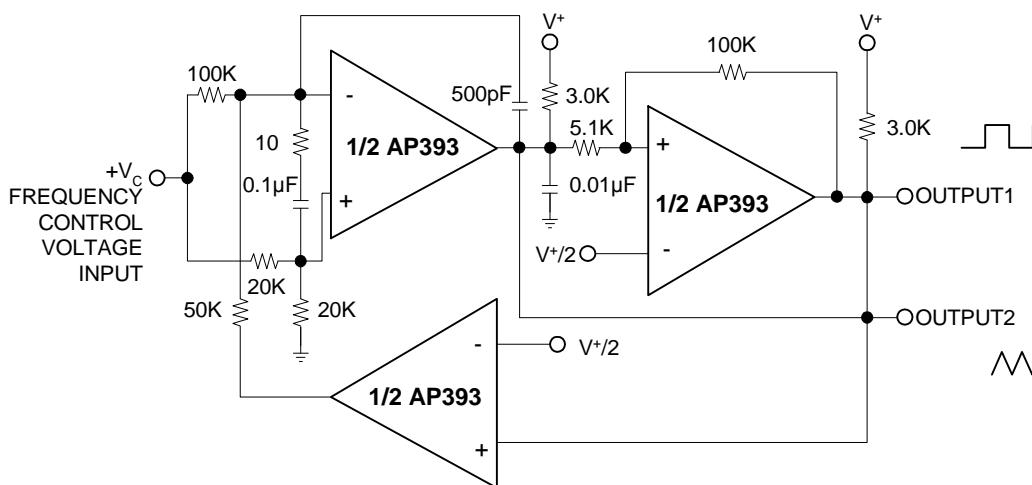 V+
V+
100K
100K
500pF
3.0K
3.0K
-
5.1K
10
1/2 AP393
+
+VC
0.1µF
0.01µF
FREQUENCY
CONTROL
VOLTAGE
INPUT
+
1/2 AP393
OUTPUT1
V+/2
-
20K
50K
20K
OUTPUT2
-
V+/2
1/2 AP393
+